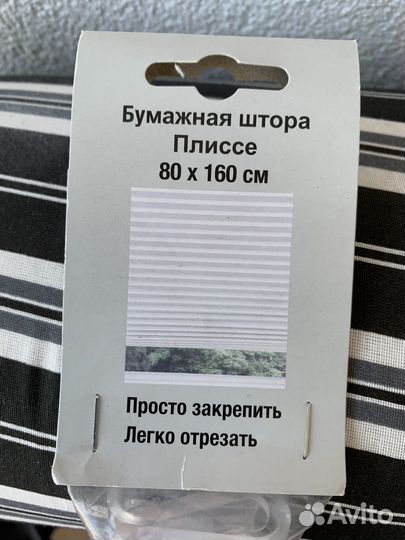 Бумажная штора
Плиссе
80 x 160 см
Просто закрепить
Легко отрезать
Avito